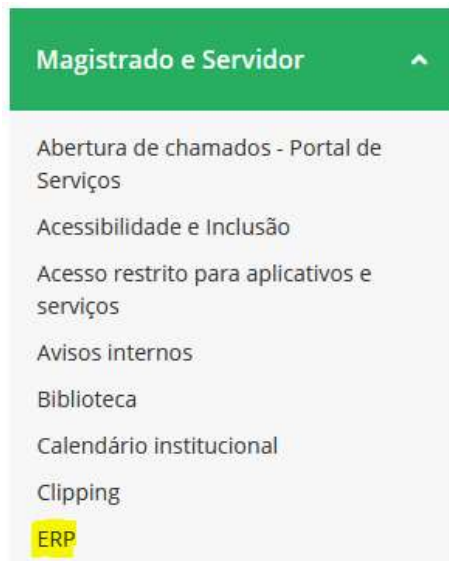 Magistrado e Servidor
Abertura de chamados - Portal de
Serviços
Acessibilidade e Inclusão
Acesso restrito para aplicativos e
serviços
Avisos internos
Biblioteca
Calendário institucional
Clipping
ERP